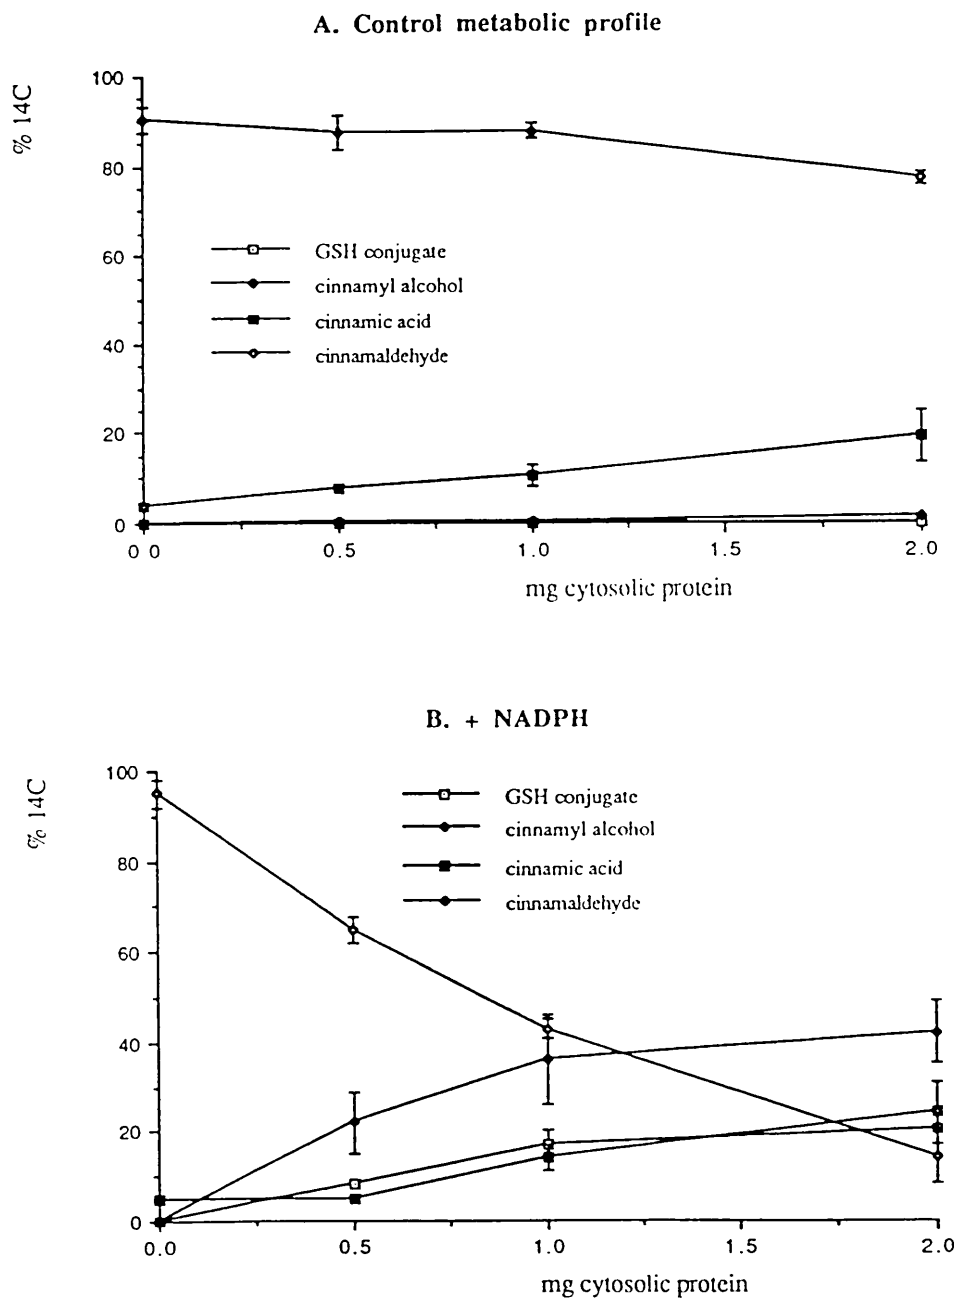 A. Control metabolic profile
% 14C
100
80
60
40
20
0
GSH conjugate
cinnamyl alcohol
cinnamic acid
cinnamaldehyde
0 0 0.5 1.0 1.5 2.0
mg cytosolic protein
B. + NADPH
% 14C
100
80
60
40
20
0
GSH conjugate
cinnamyl alcohol
cinnamic acid
cinnamaldehyde
0.0 0.5 1.0 1.5 2.0
mg cytosolic protein